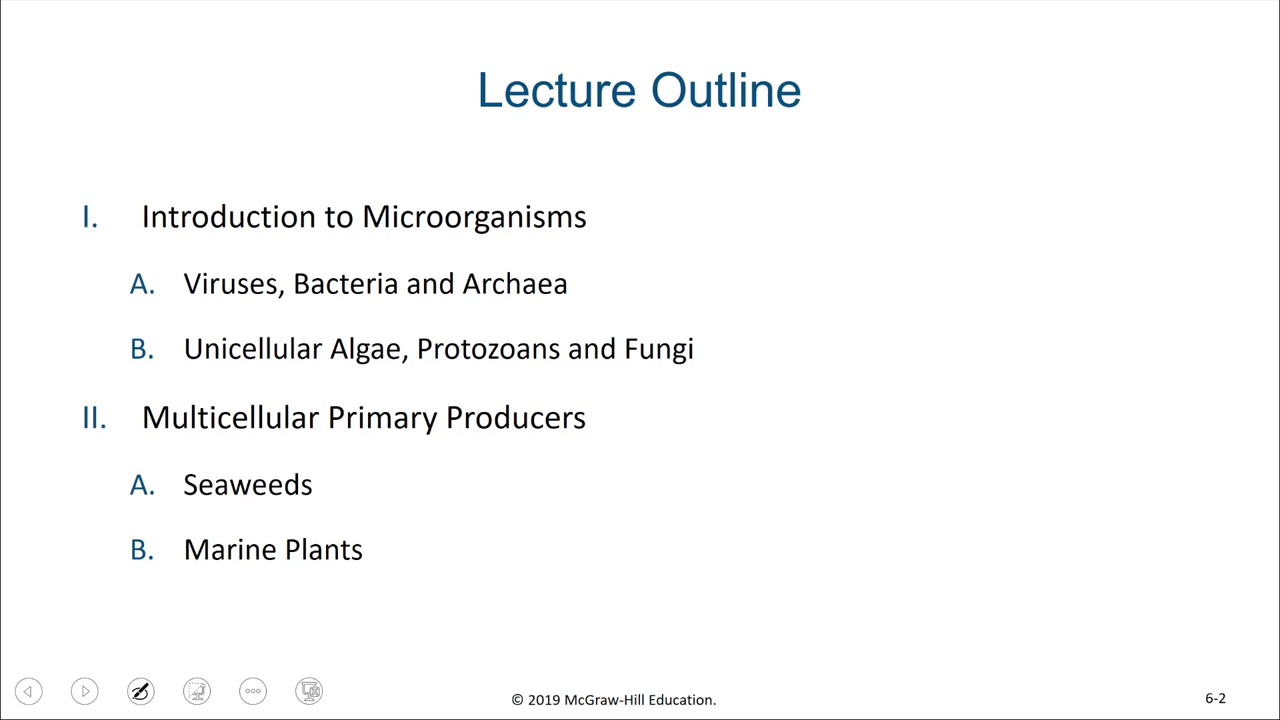 Lecture Outline
I. Introduction to Microorganisms
A. Viruses, Bacteria and Archaea
B. Unicellular Algae, Protozoans and Fungi
II. Multicellular Primary Producers
A. Seaweeds
B. Marine Plants
© 2019 McGraw-Hill Education.
6-2